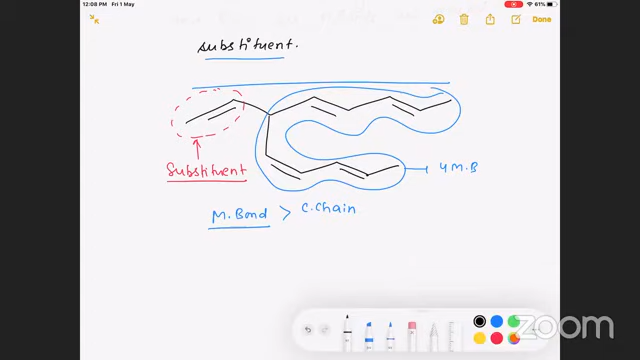 12:08 PM Fri 1 May
61%
Done
substituent.
Substituent
4 M.B
M. Bond > C. Chain
zoom